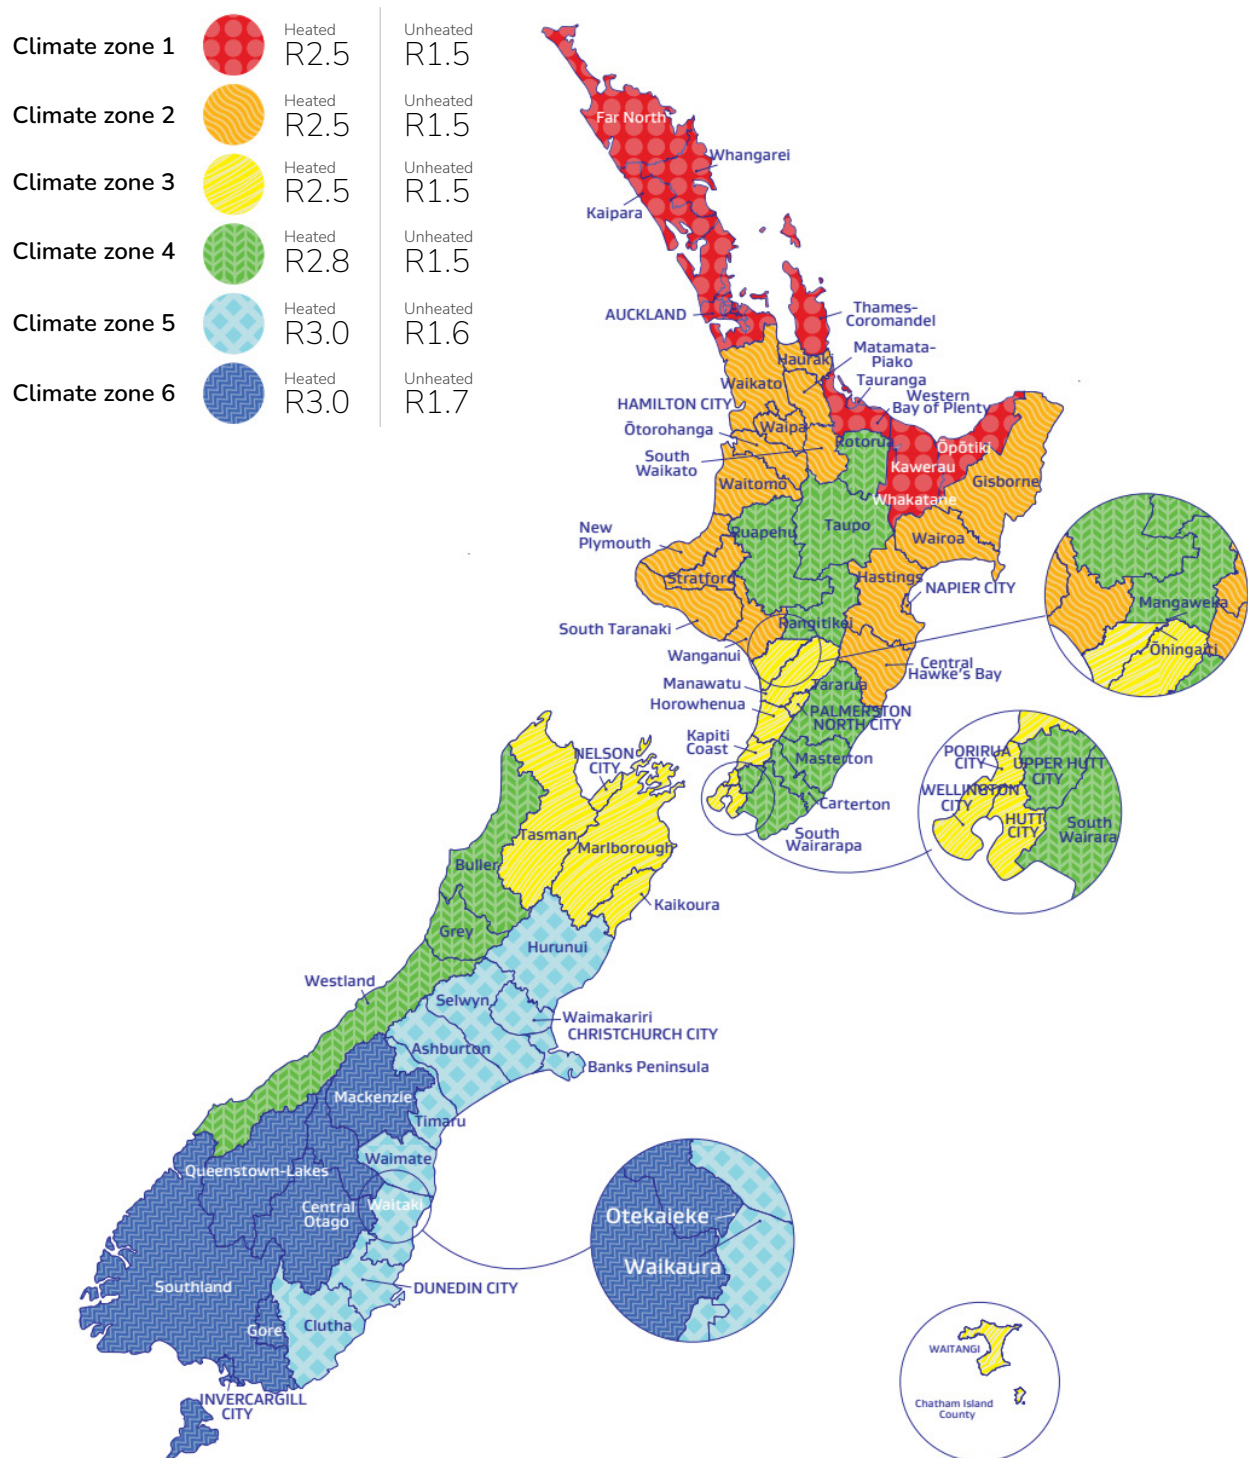 Climate zone 1
Heated
R2.5
Unheated
R1.5
Climate zone 2
Heated
R2.5
Unheated
R1.5
Climate zone 3
Heated
R2.5
Unheated
R1.5
Climate zone 4
Heated
R2.8
Unheated
R1.5
Climate zone 5
Heated
R3.0
Unheated
R1.6
Climate zone 6
Heated
R3.0
Unheated
R1.7
Far North
Whangarei
Kaipara
AUCKLAND
Thames-
Coromandel
Hauraki
Matamata-
Piako
Waikato
Tauranga
Western
Bay of Plenty
HAMILTON CITY
Waipa
Ōtorohanga
Rotorua
Ōpōtiki
South
Waikato
Kawerau
Waitomo
Whakatane
Gisborne
New
Plymouth
Ruapehu
Taupo
Wairoa
Stratford
Hastings
NAPIER CITY
South Taranaki
Rangitikei
Wanganui
Central
Hawke's Bay
Manawatu
Tararua
Horowhenua
PALMERSTON
NORTH CITY
Kapiti
Coast
Masterton
Carterton
South
Wairarapa
Mangaweka
Ōhingaiti
PORIRUA
CITY
UPPER HUTT
CITY
WELLINGTON
CITY
HUTT
CITY
South
Wairara
NELSON
CITY
Tasman
Marlborough
Buller
Kaikoura
Grey
Hurunui
Westland
Selwyn
Waimakariri
CHRISTCHURCH CITY
Ashburton
Banks Peninsula
Mackenzie
Timaru
Waimate
Queenstown-Lakes
Central
Otago
Waitaki
Southland
DUNEDIN CITY
Gore
Clutha
INVERCARGILL
CITY
Otekaieke
Waikaura
WAITANGI
Chatham Island
County